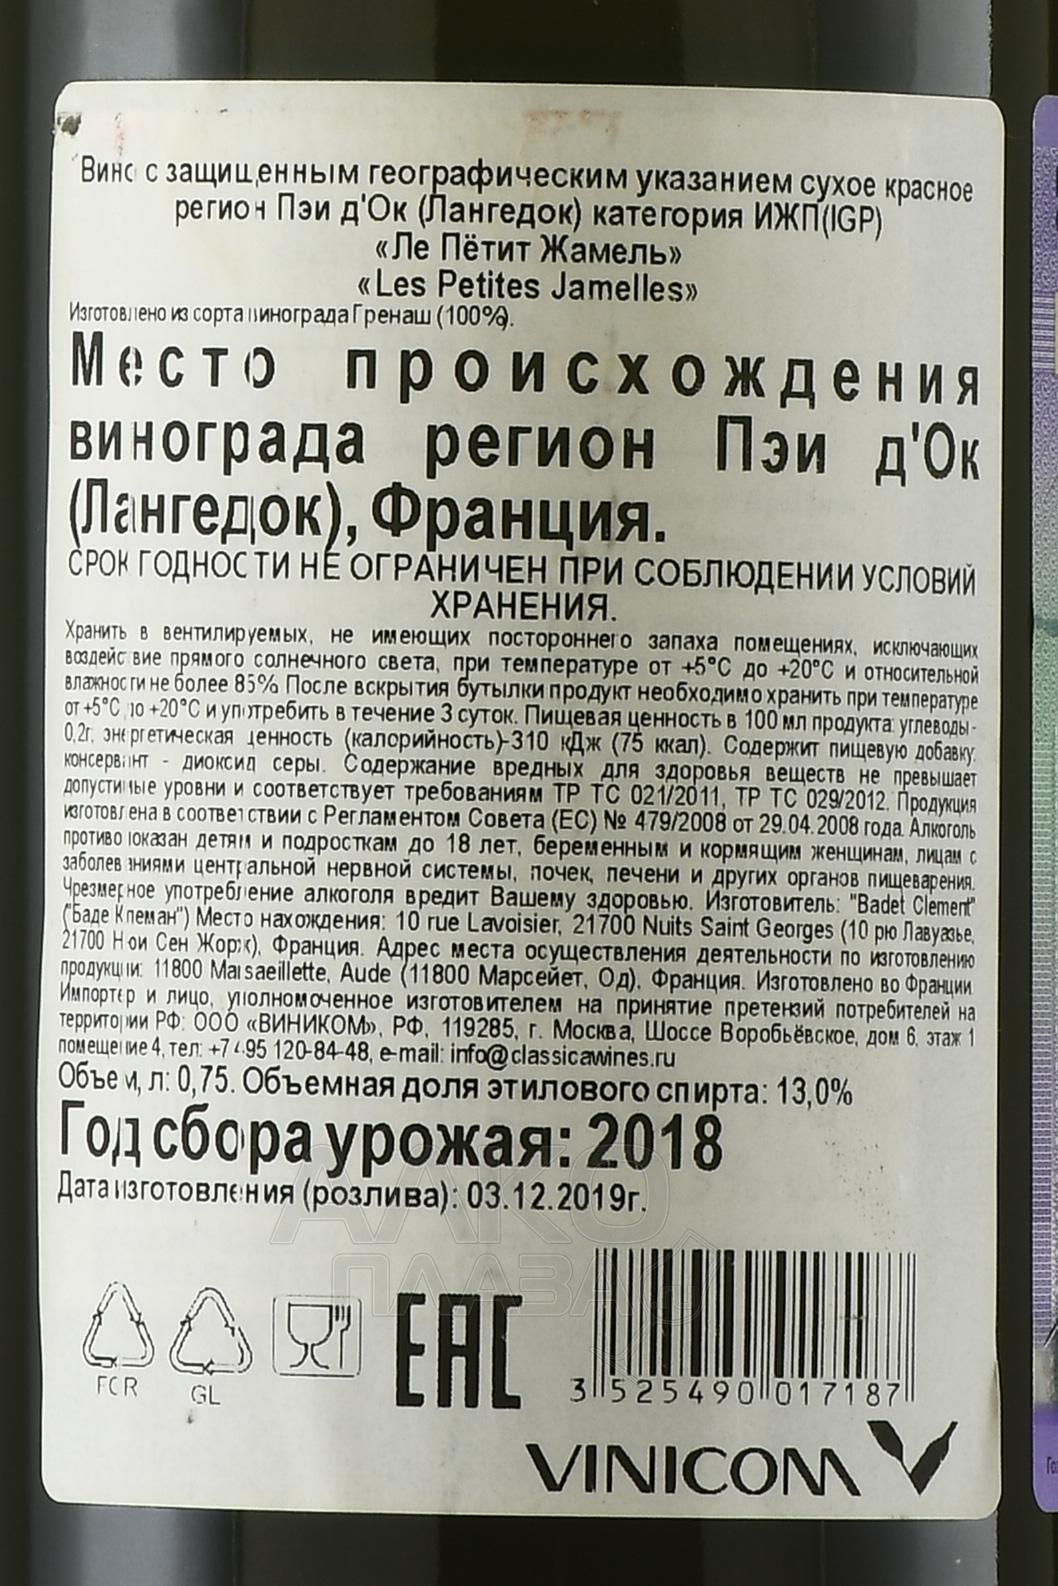 Вино с защищенным географическим указанием сухое красное
регион Пэи д'Ок (Лангедок) категория ИЖП(IGP)
«Ле Пётит Жамель»
«Les Petites Jamelles»
Изготовлено из сорта винограда Гренаш (100%).
Место происхождения
винограда регион Пэи д'Ок
(Лангедок), Франция.
СРОК ГОДНОСТИ НЕ ОГРАНИЧЕН ПРИ СОБЛЮДЕНИИ УСЛОВИЙ
ХРАНЕНИЯ.
Хранить в вентилируемых, не имеющих постороннего запаха помещениях, исключающих
воздействие прямого солнечного света, при температуре от +5°С до +20°С и относительной
влажности не более 85% После вскрытия бутылки продукт необходимо хранить при температуре
от +5°С до +20°С и употребить в течение 3 суток. Пищевая ценность в 100 мл продукта: углеводы-
0,2г; энергетическая ценность (калорийность)-310 кДж (75 ккал). Содержит пищевую добавку:
консервант - диоксид серы. Содержание вредных для здоровья веществ не превышает
допустимые уровни и соответствует требованиям ТР ТС 021/2011, ТР ТС 029/2012. Продукция
изготовлена в соответствии с Регламентом Совета (ЕС) № 479/2008 от 29.04.2008 года. Алкоголь
противопоказан детям и подросткам до 18 лет, беременным и кормящим женщинам, лицам с
заболеваниями центральной нервной системы, почек, печени и других органов пищеварения.
Чрезмерное употребление алкоголя вредит Вашему здоровью. Изготовитель: "Badet Clement"
("Баде Клеман") Место нахождения: 10 rue Lavoisier, 21700 Nuits Saint Georges (10 рю Лавуазье,
21700 Нюи Сен Жорж), Франция. Адрес места осуществления деятельности по изготовлению
продукции: 11800 Marsaeillette, Aude (11800 Марсейет, Од), Франция. Изготовлено во Франции.
Импортер и лицо, уполномоченное изготовителем на принятие претензий потребителей на
территории РФ: ООО «ВИНИКОМ», РФ, 119285, г. Москва, Шоссе Воробьёвское, дом 6, этаж 1
помещение 4, тел: +7 495 120-84-48, e-mail: info@classicawines.ru
Объем, л: 0,75. Объемная доля этилового спирта: 13,0%
Год сбора урожая: 2018
Дата изготовления (розлива): 03.12.2019г.
АЛКО
ПЛАЗА
FOR
GL
EAC
3 525490 017187
VINICOM